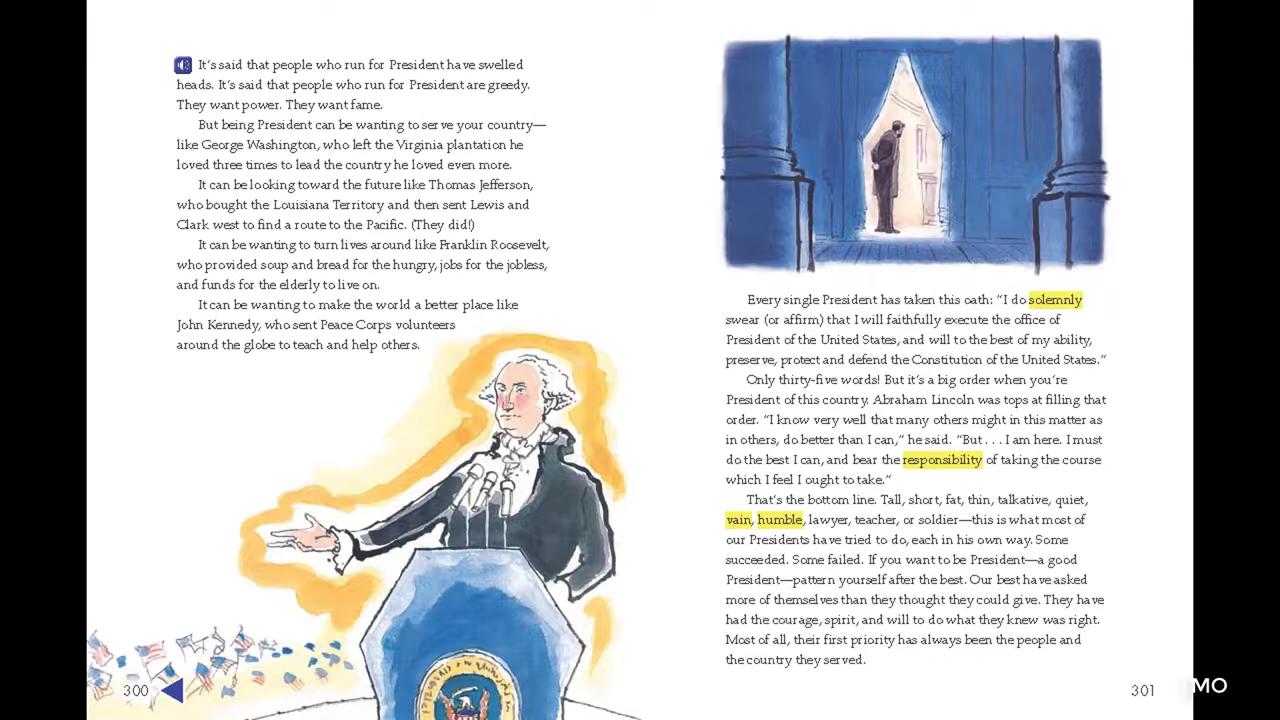 It's said that people who run for President have swelled
heads. It's said that people who run for President are greedy.
They want power. They want fame.
But being President can be wanting to serve your country—
like George Washington, who left the Virginia plantation he
loved three times to lead the country he loved even more.
It can be looking toward the future like Thomas Jefferson,
who bought the Louisiana Territory and then sent Lewis and
Clark west to find a route to the Pacific. (They did!)
It can be wanting to turn lives around like Franklin Roosevelt,
who provided soup and bread for the hungry, jobs for the jobless,
and funds for the elderly to live on.
It can be wanting to make the world a better place like
John Kennedy, who sent Peace Corps volunteers
around the globe to teach and help others.
300
Every single President has taken this oath: "I do solemnly
swear (or affirm) that I will faithfully execute the office of
President of the United States, and will to the best of my ability,
preserve, protect and defend the Constitution of the United States."
Only thirty-five words! But it's a big order when you're
President of this country. Abraham Lincoln was tops at filling that
order. "I know very well that many others might in this matter as
in others, do better than I can," he said. "But . . . I am here. I must
do the best I can, and bear the responsibility of taking the course
which I feel I ought to take."
That's the bottom line. Tall, short, fat, thin, talkative, quiet,
vain, humble, lawyer, teacher, or soldier—this is what most of
our Presidents have tried to do, each in his own way. Some
succeeded. Some failed. If you want to be President—a good
President—pattern yourself after the best. Our best have asked
more of themselves than they thought they could give. They have
had the courage, spirit, and will to do what they knew was right.
Most of all, their first priority has always been the people and
the country they served.
301
MO